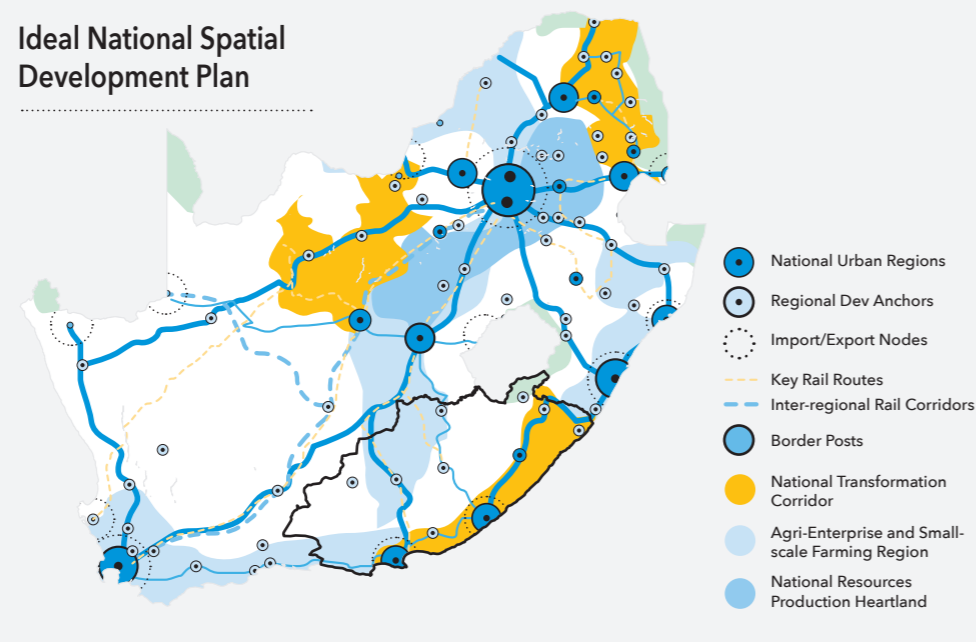 Ideal National Spatial
Development Plan
National Urban Regions
Regional Dev Anchors
Import/Export Nodes
Key Rail Routes
Inter-regional Rail Corridors
Border Posts
National Transformation
Corridor
Agri-Enterprise and Small-
scale Farming Region
National Resources
Production Heartland